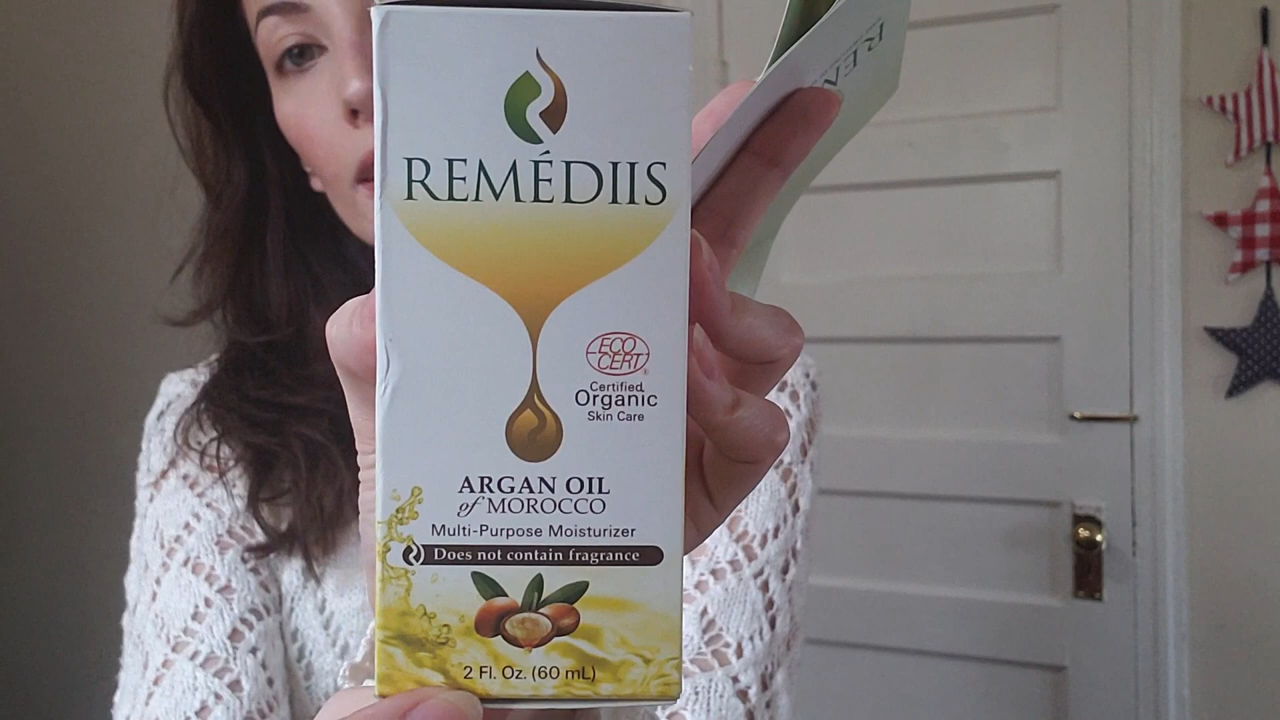 REMÉDIIS
ECO
CERT
Certified
Organic
Skin Care
ARGAN OIL
of MOROCCO
Multi-Purpose Moisturizer
Does not contain fragrance
2 Fl. Oz. (60 mL)
REM